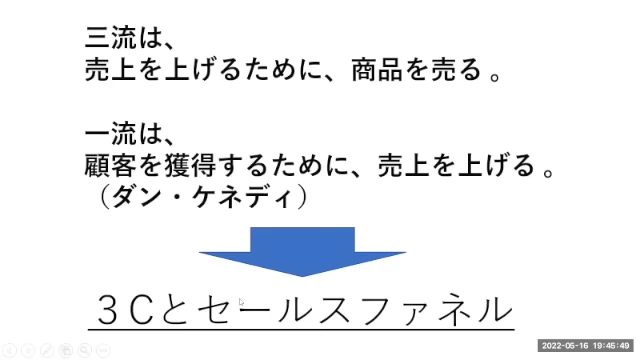 三流は、
売上を上げるために、商品を売る。
一流は、
顧客を獲得するために、売上を上げる。
（ダン・ケネディ）
３Cとセールスファネル
2022-05-16 19:45:49